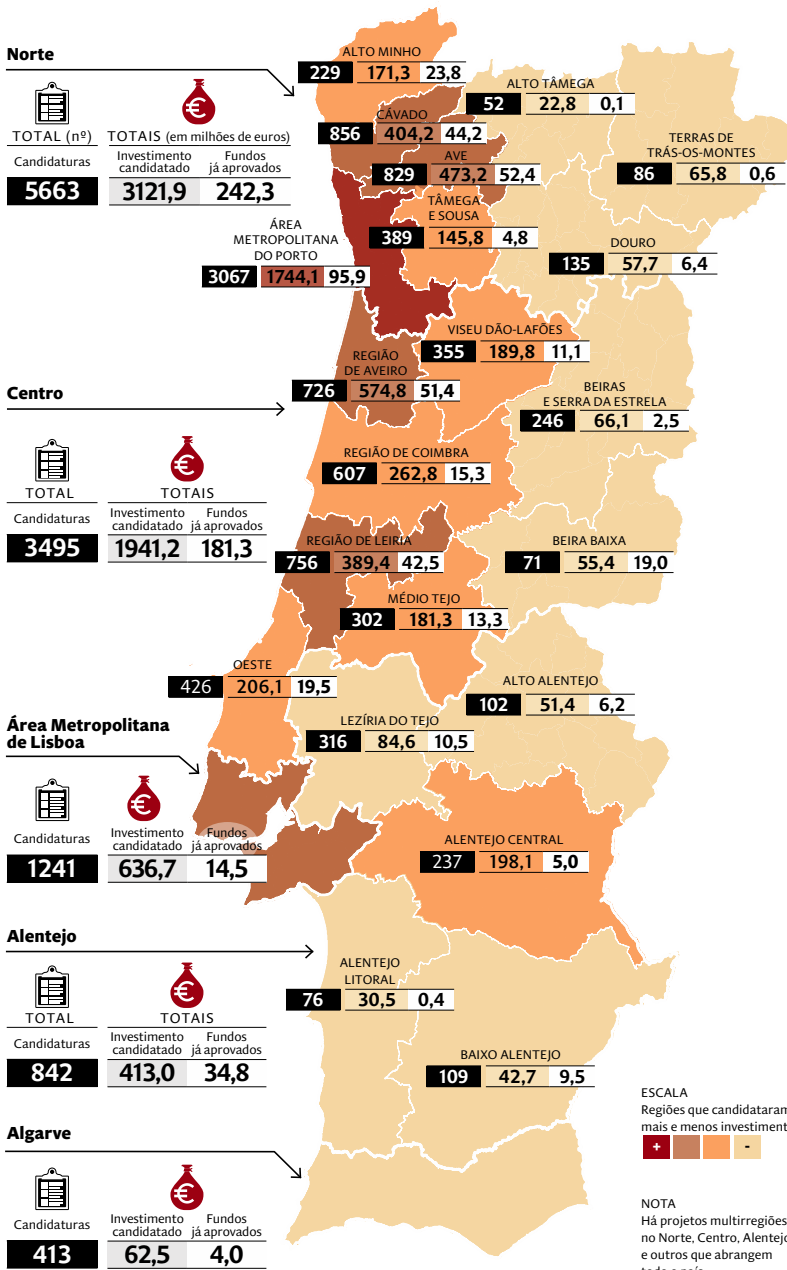 Norte
TOTAL (nº)
Candidaturas
5663
TOTAIS (em milhões de euros)
Investimento candidatado
Fundos já aprovados
3121,9 242,3
ALTO MINHO
229 171,3 23,8
ALTO TÂMEGA
52 22,8 0,1
CÁVADO
856 404,2 44,2
AVE
829 473,2 52,4
TERRAS DE
TRÁS-OS-MONTES
86 65,8 0,6
TÂMEGA
E SOUSA
389 145,8 4,8
ÁREA
METROPOLITANA
DO PORTO
3067 1744,1 95,9
DOURO
135 57,7 6,4
Centro
TOTAL
Candidaturas
3495
TOTAIS
Investimento candidatado
Fundos já aprovados
1941,2 181,3
VISEU DÃO-LAFÕES
355 189,8 11,1
REGIÃO
DE AVEIRO
726 574,8 51,4
BEIRAS
E SERRA DA ESTRELA
246 66,1 2,5
REGIÃO DE COIMBRA
607 262,8 15,3
REGIÃO DE LEIRIA
756 389,4 42,5
BEIRA BAIXA
71 55,4 19,0
MÉDIO TEJO
302 181,3 13,3
OESTE
426 206,1 19,5
Área Metropolitana
de Lisboa
Candidaturas
1241
Investimento candidatado
Fundos já aprovados
636,7 14,5
ALTO ALENTEJO
102 51,4 6,2
LEZÍRIA DO TEJO
316 84,6 10,5
ALENTEJO CENTRAL
237 198,1 5,0
Alentejo
TOTAL
Candidaturas
842
TOTAIS
Investimento candidatado
Fundos já aprovados
413,0 34,8
ALENTEJO
LITORAL
76 30,5 0,4
BAIXO ALENTEJO
109 42,7 9,5
Algarve
Candidaturas
413
Investimento candidatado
Fundos já aprovados
62,5 4,0
ESCALA
Regiões que candidataram
mais e menos
+ -
NOTA
Há projetos multirregiões
no Norte, Centro,
e outros que abrangem